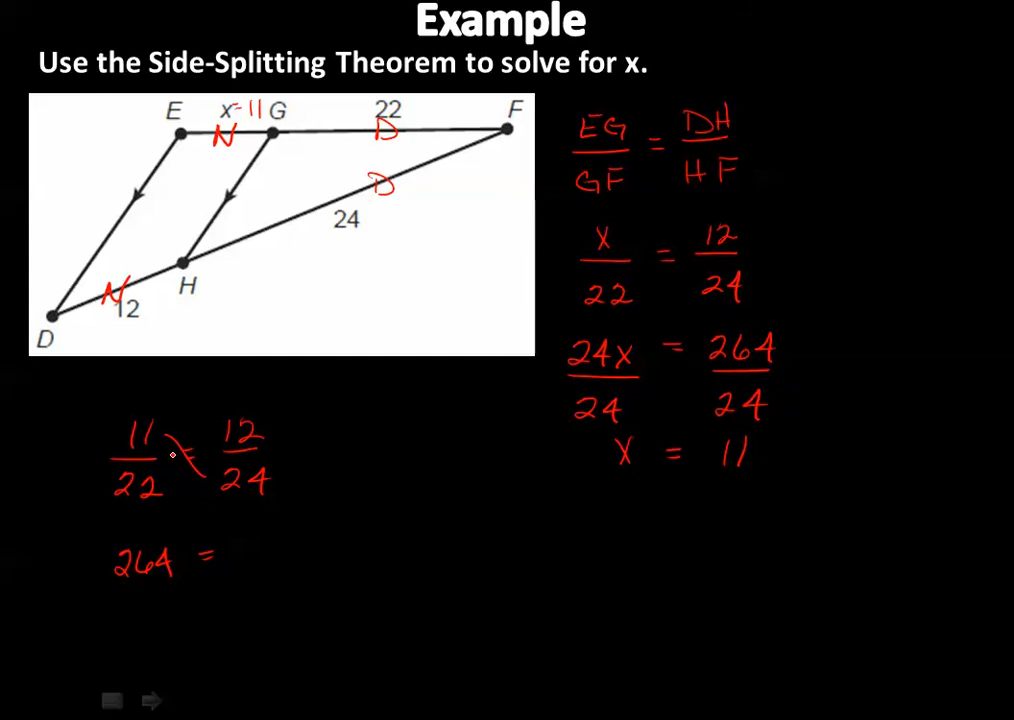 Example
Use the Side-Splitting Theorem to solve for x.
E x=11 G 22 F
N D
D
24
H
N
12
D
EG = DH
GF HF
x = 12
22 24
24x = 264
24 24
x = 11
11 = 12
22 24
264 =